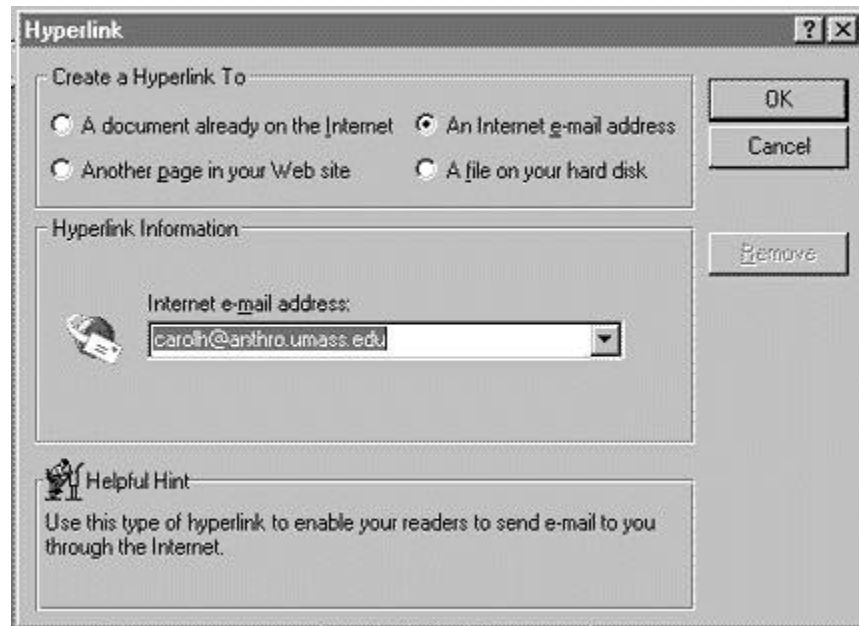 Hyperlink
Create a Hyperlink To
A document already on the Internet
An Internet e-mail address
Another page in your Web site
A file on your hard disk
OK
Cancel
Hyperlink Information
Remove
Internet e-mail address:
carolh@anthro.umass.edu
Helpful Hint
Use this type of hyperlink to enable your readers to send e-mail to you
through the Internet.